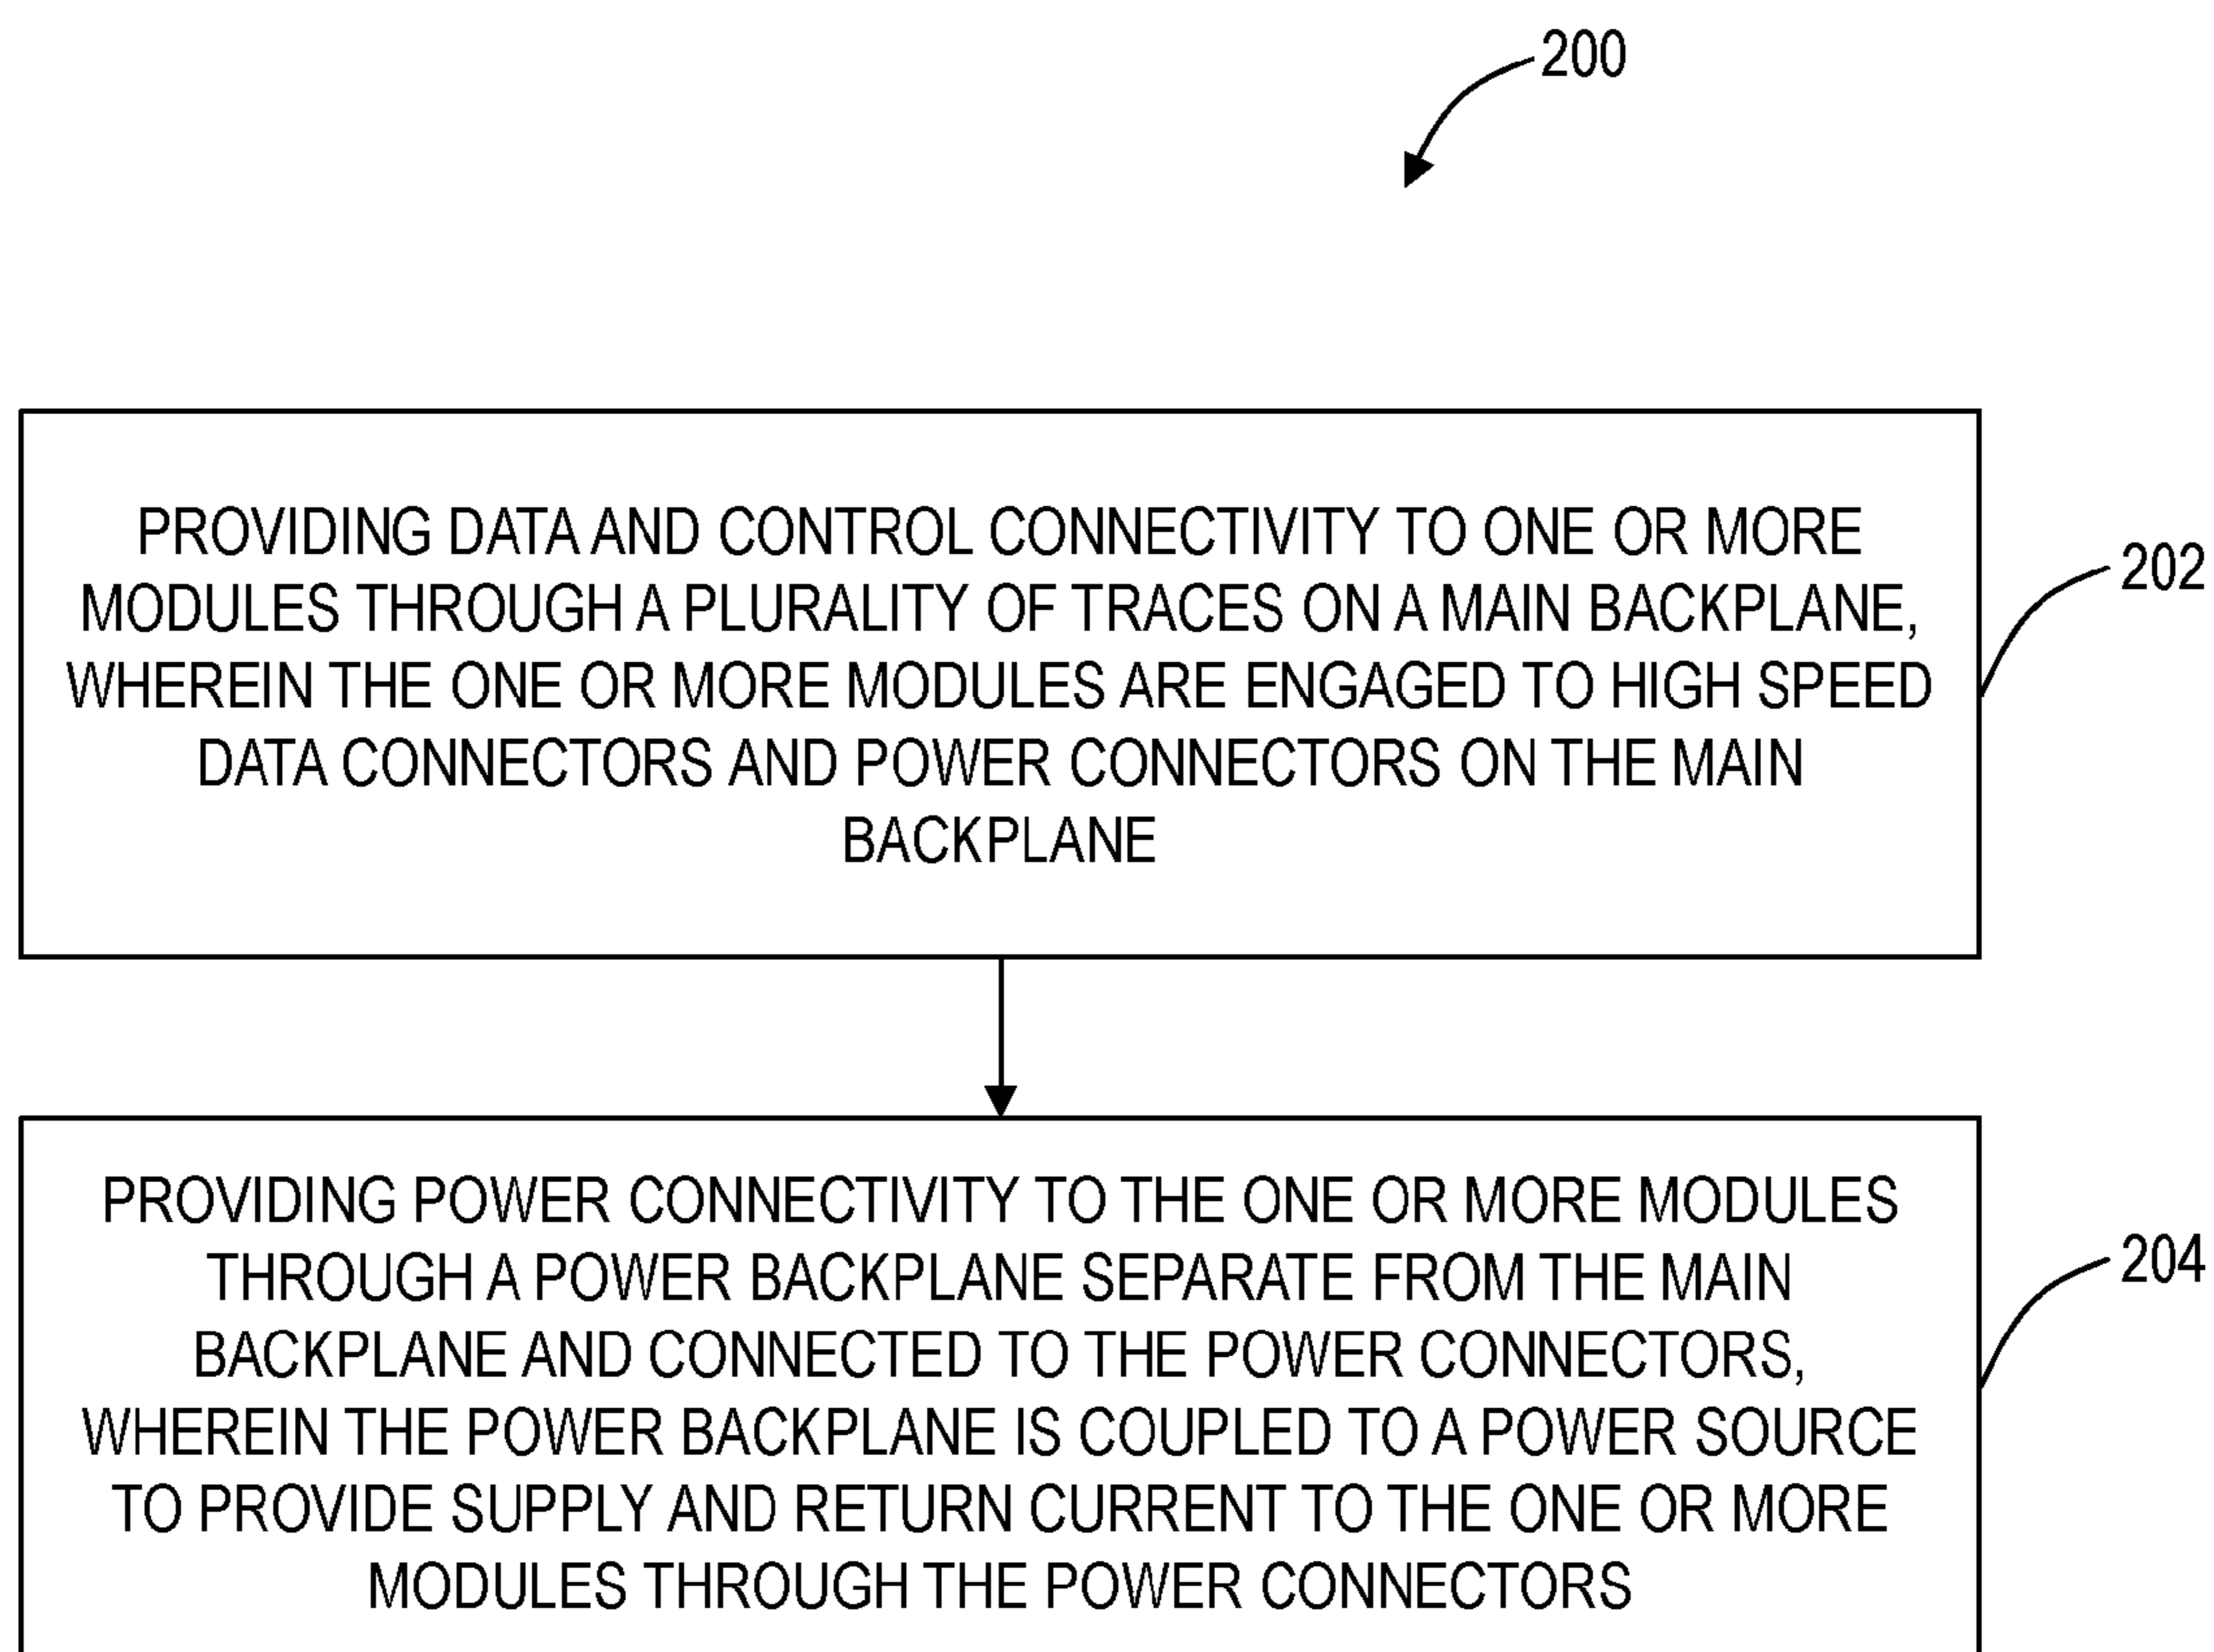 200
PROVIDING DATA AND CONTROL CONNECTIVITY TO ONE OR MORE
MODULES THROUGH A PLURALITY OF TRACES ON A MAIN BACKPLANE,
WHEREIN THE ONE OR MORE MODULES ARE ENGAGED TO HIGH SPEED
DATA CONNECTORS AND POWER CONNECTORS ON THE MAIN
BACKPLANE
202
PROVIDING POWER CONNECTIVITY TO THE ONE OR MORE MODULES
THROUGH A POWER BACKPLANE SEPARATE FROM THE MAIN
BACKPLANE AND CONNECTED TO THE POWER CONNECTORS,
WHEREIN THE POWER BACKPLANE IS COUPLED TO A POWER SOURCE
TO PROVIDE SUPPLY AND RETURN CURRENT TO THE ONE OR MORE
MODULES THROUGH THE POWER CONNECTORS
204